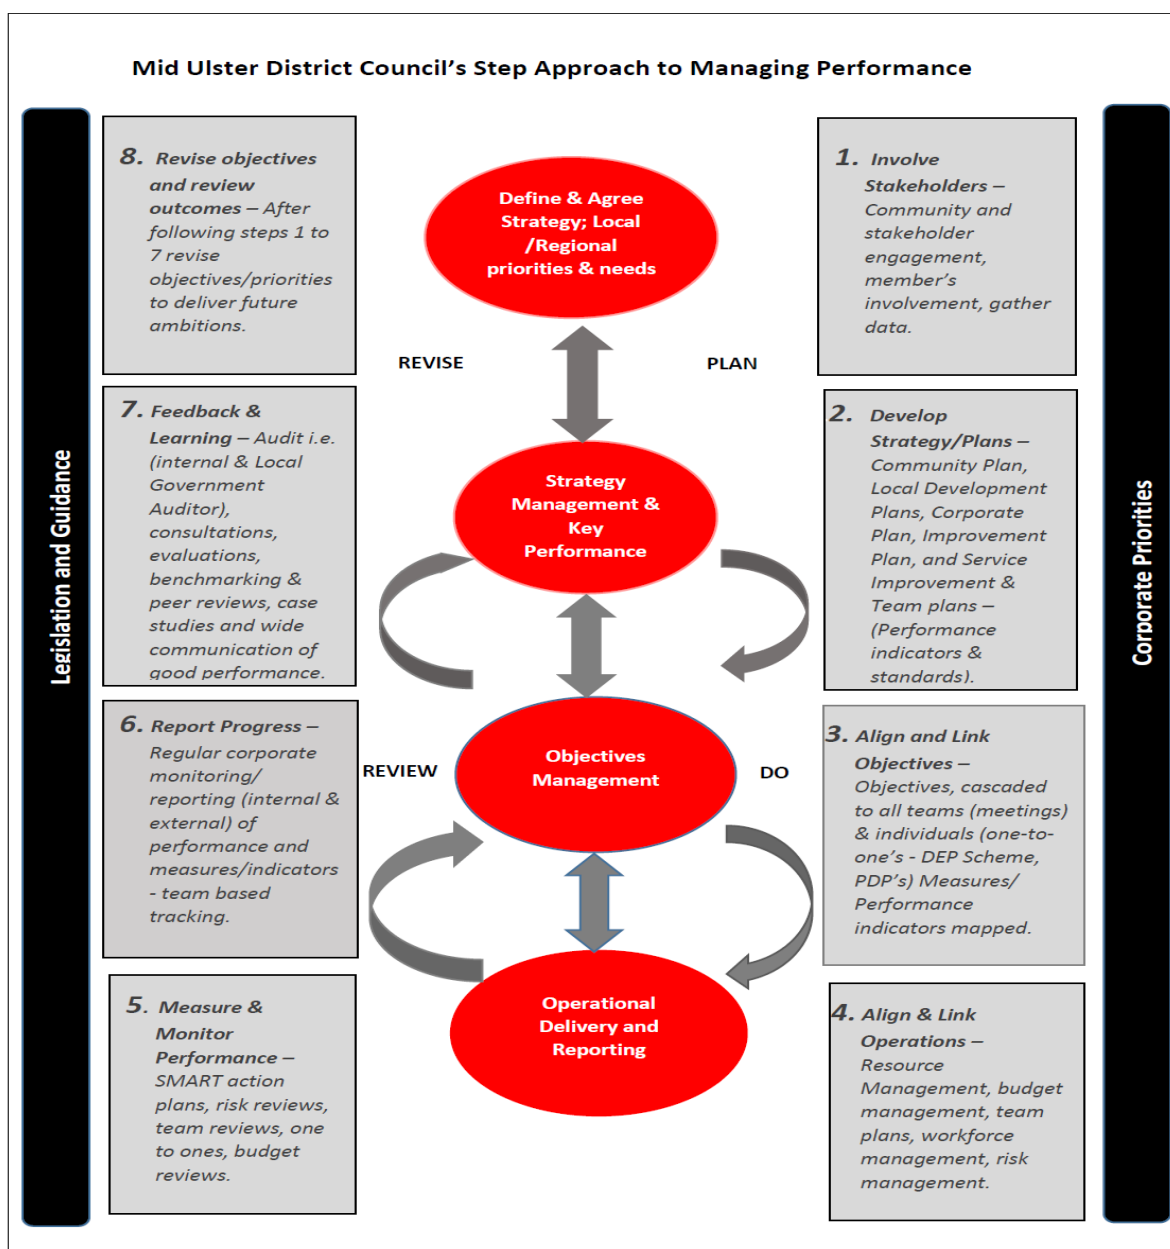 Mid Ulster District Council's Step Approach to Managing Performance
Legislation and Guidance
8. Revise objectives
and review
outcomes – After
following steps 1 to
7 revise
objectives/priorities
to deliver future
ambitions.
7. Feedback &
Learning – Audit i.e.
(internal & Local
Government
Auditor),
consultations,
evaluations,
benchmarking &
peer reviews, case
studies and wide
communication of
good performance.
6. Report Progress –
Regular corporate
monitoring/
reporting (internal &
external) of
performance and
measures/indicators
- team based
tracking.
5. Measure &
Monitor
Performance –
SMART action
plans, risk reviews,
team reviews, one
to ones, budget
reviews.
Define & Agree
Strategy; Local
/Regional
priorities & needs
REVISE
PLAN
Strategy
Management &
Key
Performance
Objectives
Management
REVIEW
DO
Operational
Delivery and
Reporting
1. Involve
Stakeholders –
Community and
stakeholder
engagement,
member's
involvement, gather
data.
2. Develop
Strategy/Plans –
Community Plan,
Local Development
Plans, Corporate
Plan, Improvement
Plan, and Service
Improvement &
Team plans –
(Performance
indicators &
standards).
3. Align and Link
Objectives –
Objectives, cascaded
to all teams (meetings)
& individuals (one-to-
one's - DEP Scheme,
PDP's) Measures/
Performance
indicators mapped.
4. Align & Link
Operations –
Resource
Management, budget
management, team
plans, workforce
management, risk
management.
Corporate Priorities